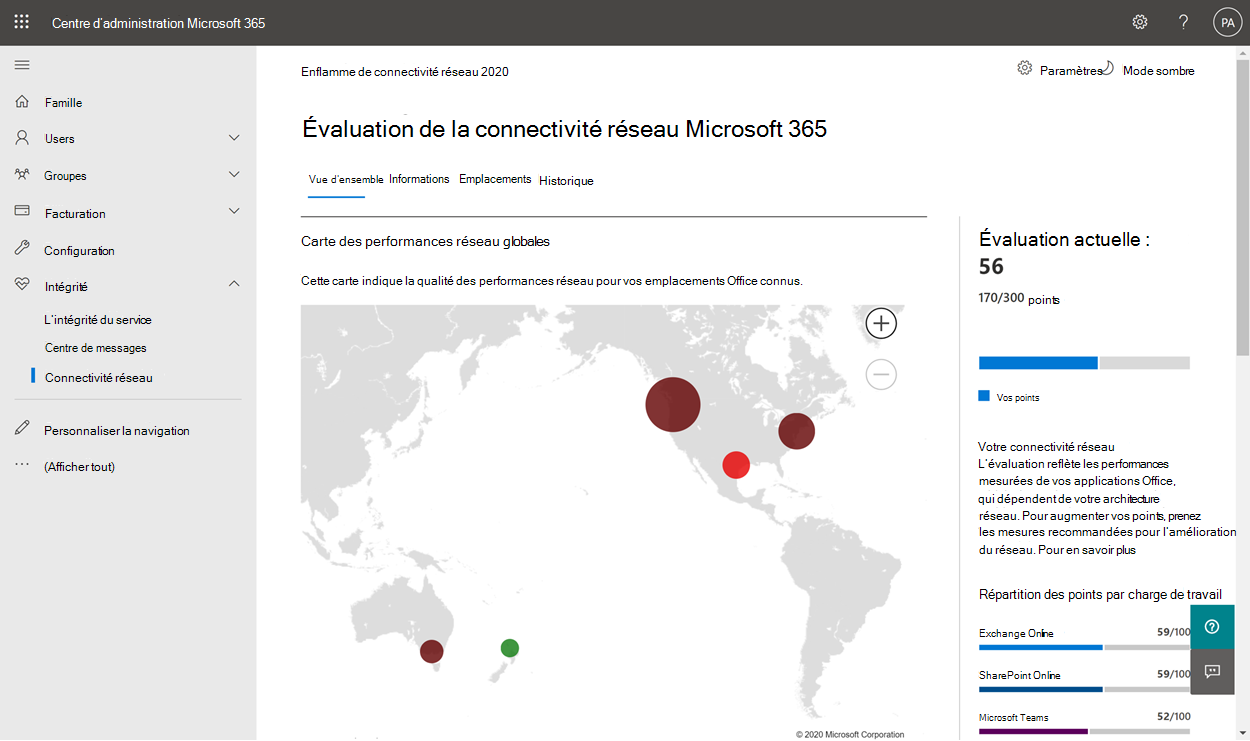 Centre d'administration Microsoft 365
?
PA
Famille
Users
Groupes
Facturation
Configuration
Intégrité
L'intégrité du service
Centre de messages
Connectivité réseau
Personnaliser la navigation
(Afficher tout)
Enflamme de connectivité réseau 2020
Paramètres
Mode sombre
Évaluation de la connectivité réseau Microsoft 365
Vue d'ensemble
Informations
Emplacements
Historique
Carte des performances réseau globales
Cette carte indique la qualité des performances réseau pour vos emplacements Office connus.
© 2020 Microsoft Corporation
Évaluation actuelle :
56
170/300 points
Vos points
Votre connectivité réseau
L'évaluation reflète les performances
mesurées de vos applications Office,
qui dépendent de votre architecture
réseau. Pour augmenter vos points, prenez
les mesures recommandées pour l'amélioration
du réseau. Pour en savoir plus
Répartition des points par charge de travail
Exchange Online 59/100
SharePoint Online 59/100
Microsoft Teams 52/100